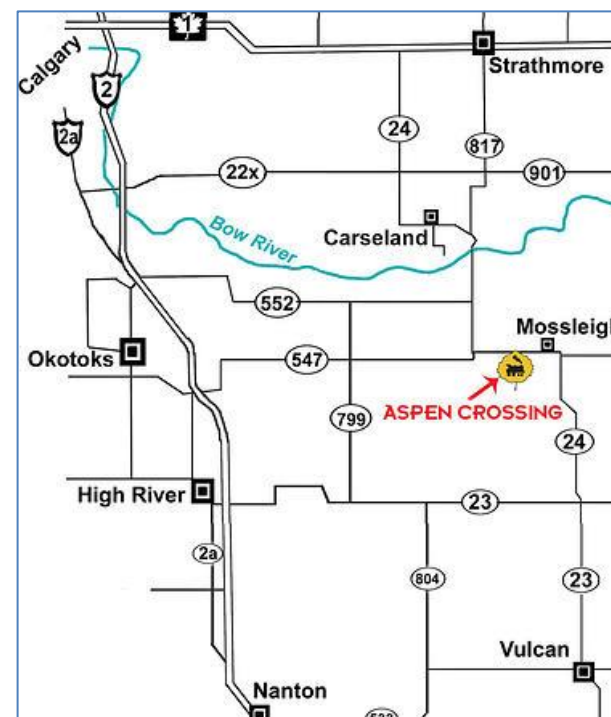 1
Strathmore
Calgary
2
2a
24
817
22x
901
Bow River
Carseland
552
Mossleigh
547
Okotoks
ASPEN CROSSING
799
24
High River
23
2a
804
23
Vulcan
Nanton